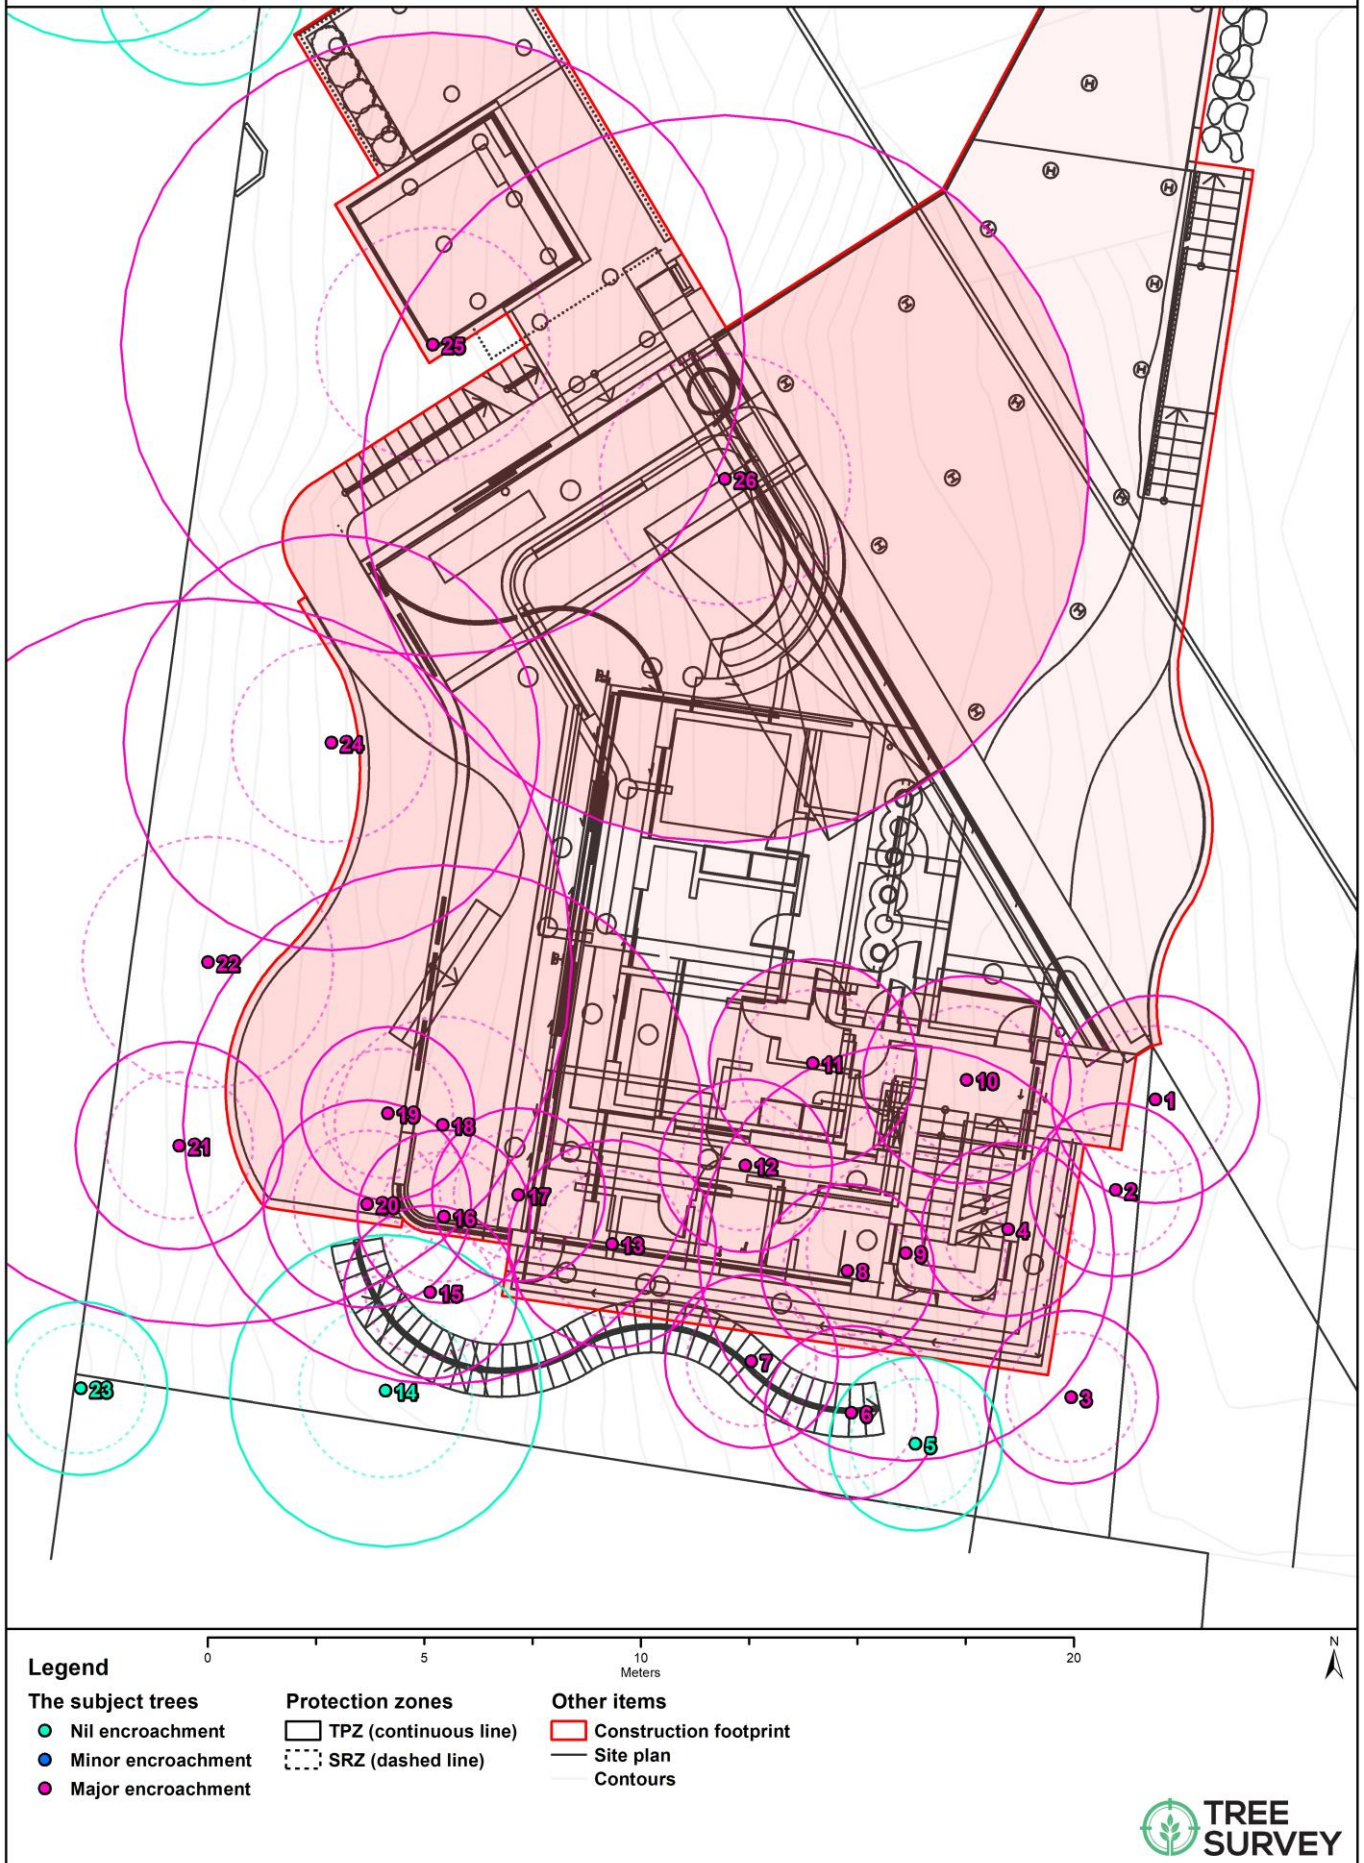 25
26
24
22
11
10
1
19
18
21
12
2
20
16
17
13
4
9
8
15
7
23
14
3
6
5
0
5
10
20
Meters
N
Legend
The subject trees
Nil encroachment
Minor encroachment
Major encroachment
Protection zones
TPZ (continuous line)
SRZ (dashed line)
Other items
Construction footprint
Site plan
Contours
TREE
SURVEY